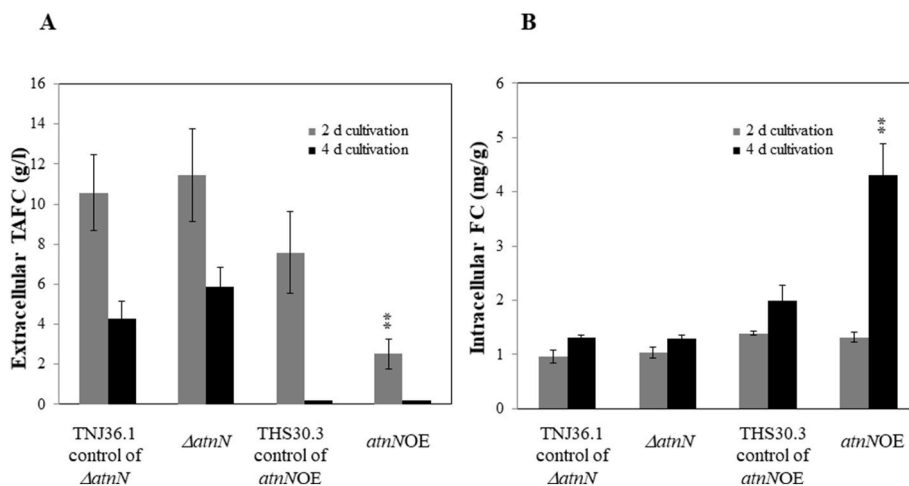 A
B
Extracellular TAFC (g/l)
16
14
12
10
8
6
4
2
0
2 d cultivation
4 d cultivation
**
TNJ36.1
control of
ΔatnN
ΔatnN
THS30.3
control of
atnNOE
atnNOE
Intracellular FC (mg/g)
6
5
4
3
2
1
0
2 d cultivation
4 d cultivation
**
TNJ36.1
control of
ΔatnN
ΔatnN
THS30.3
control of
atnNOE
atnNOE